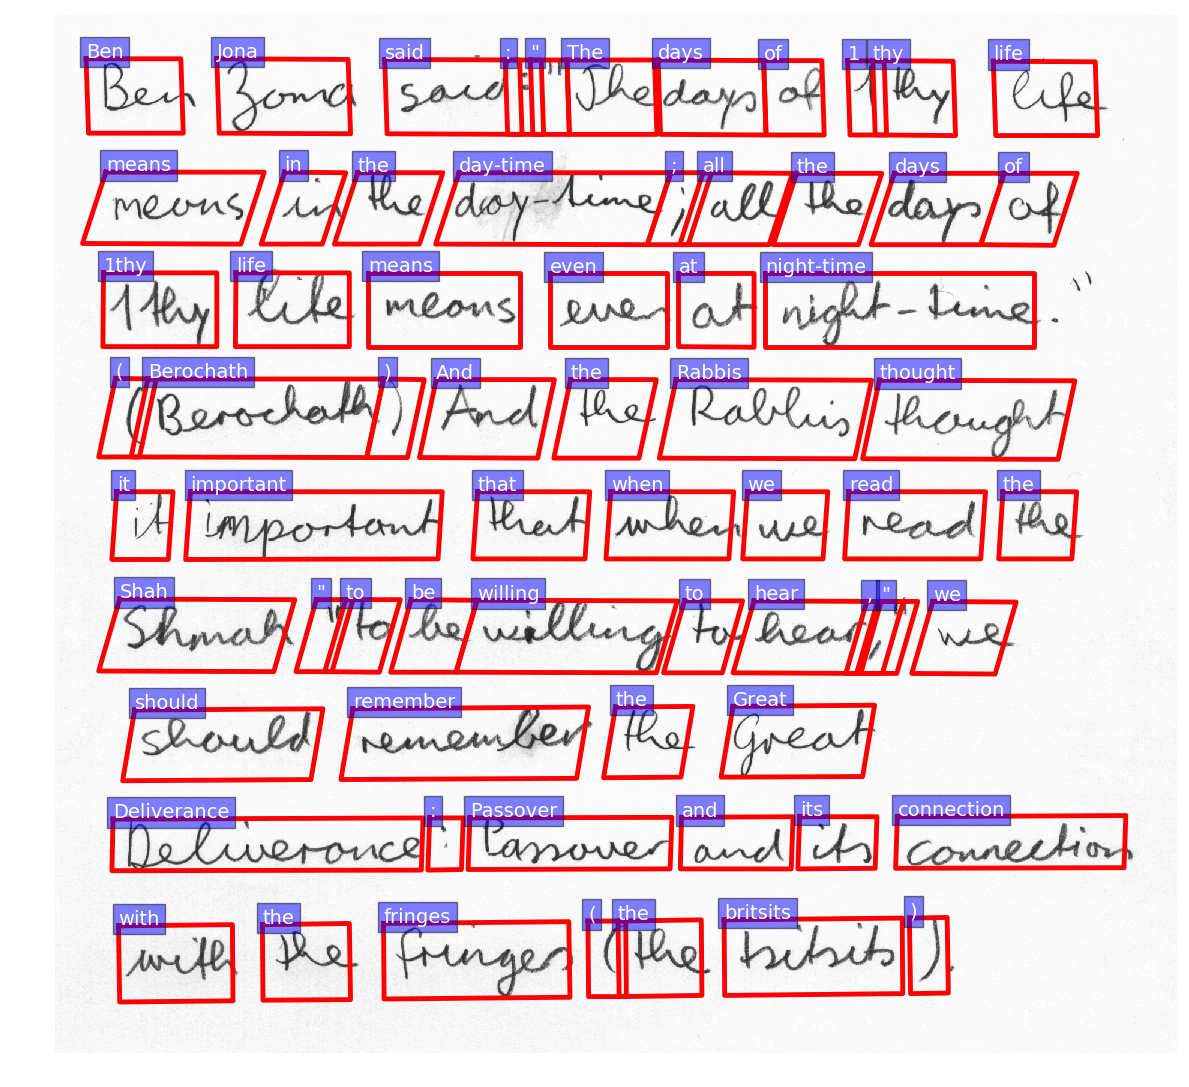 Ben Jona said : " The days of 1 thy life
Ben Zoma said: "The days of 1 thy life
means in the day-time ; all the days of
means in the day-time; all the days of
1thy life means even at night-time
1 thy life means even at night-time."
( Berochath ) And the Rabbis thought
(Berochath) And the Rabbis thought
it important that when we read the
it important that when we read the
Shah " to be willing to hear , " we
Shmah "to be willing to hear," we
should remember the Great
should remember the Great
Deliverance : Passover and its connection
Deliverance: Passover and its connection
with the fringes ( the britsits )
with the fringes (the tsitsits).